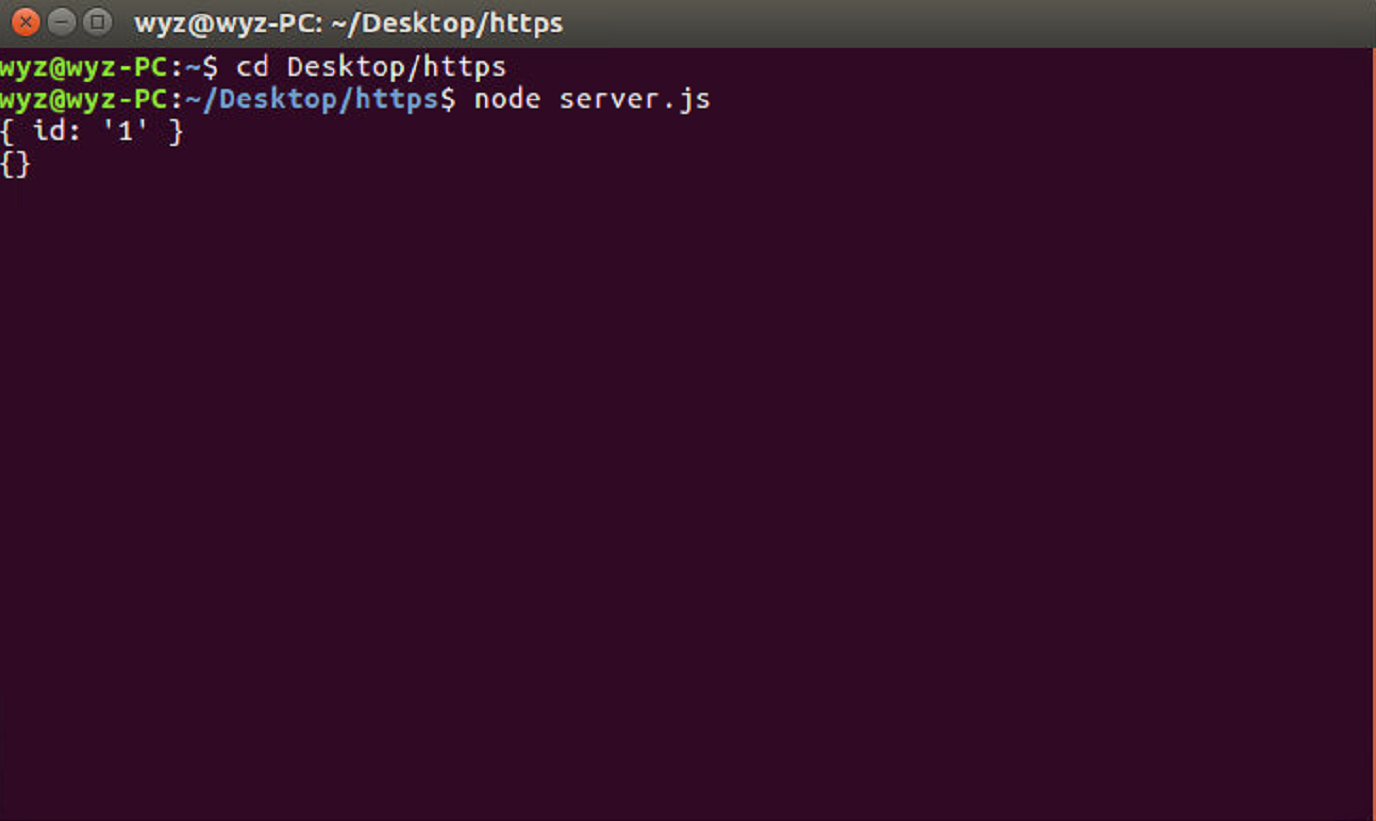 wyz@wyz-PC: ~/Desktop/https
wyz@wyz-PC:~$ cd Desktop/https
wyz@wyz-PC:~/Desktop/https$ node server.js
{ id: '1' }
{}